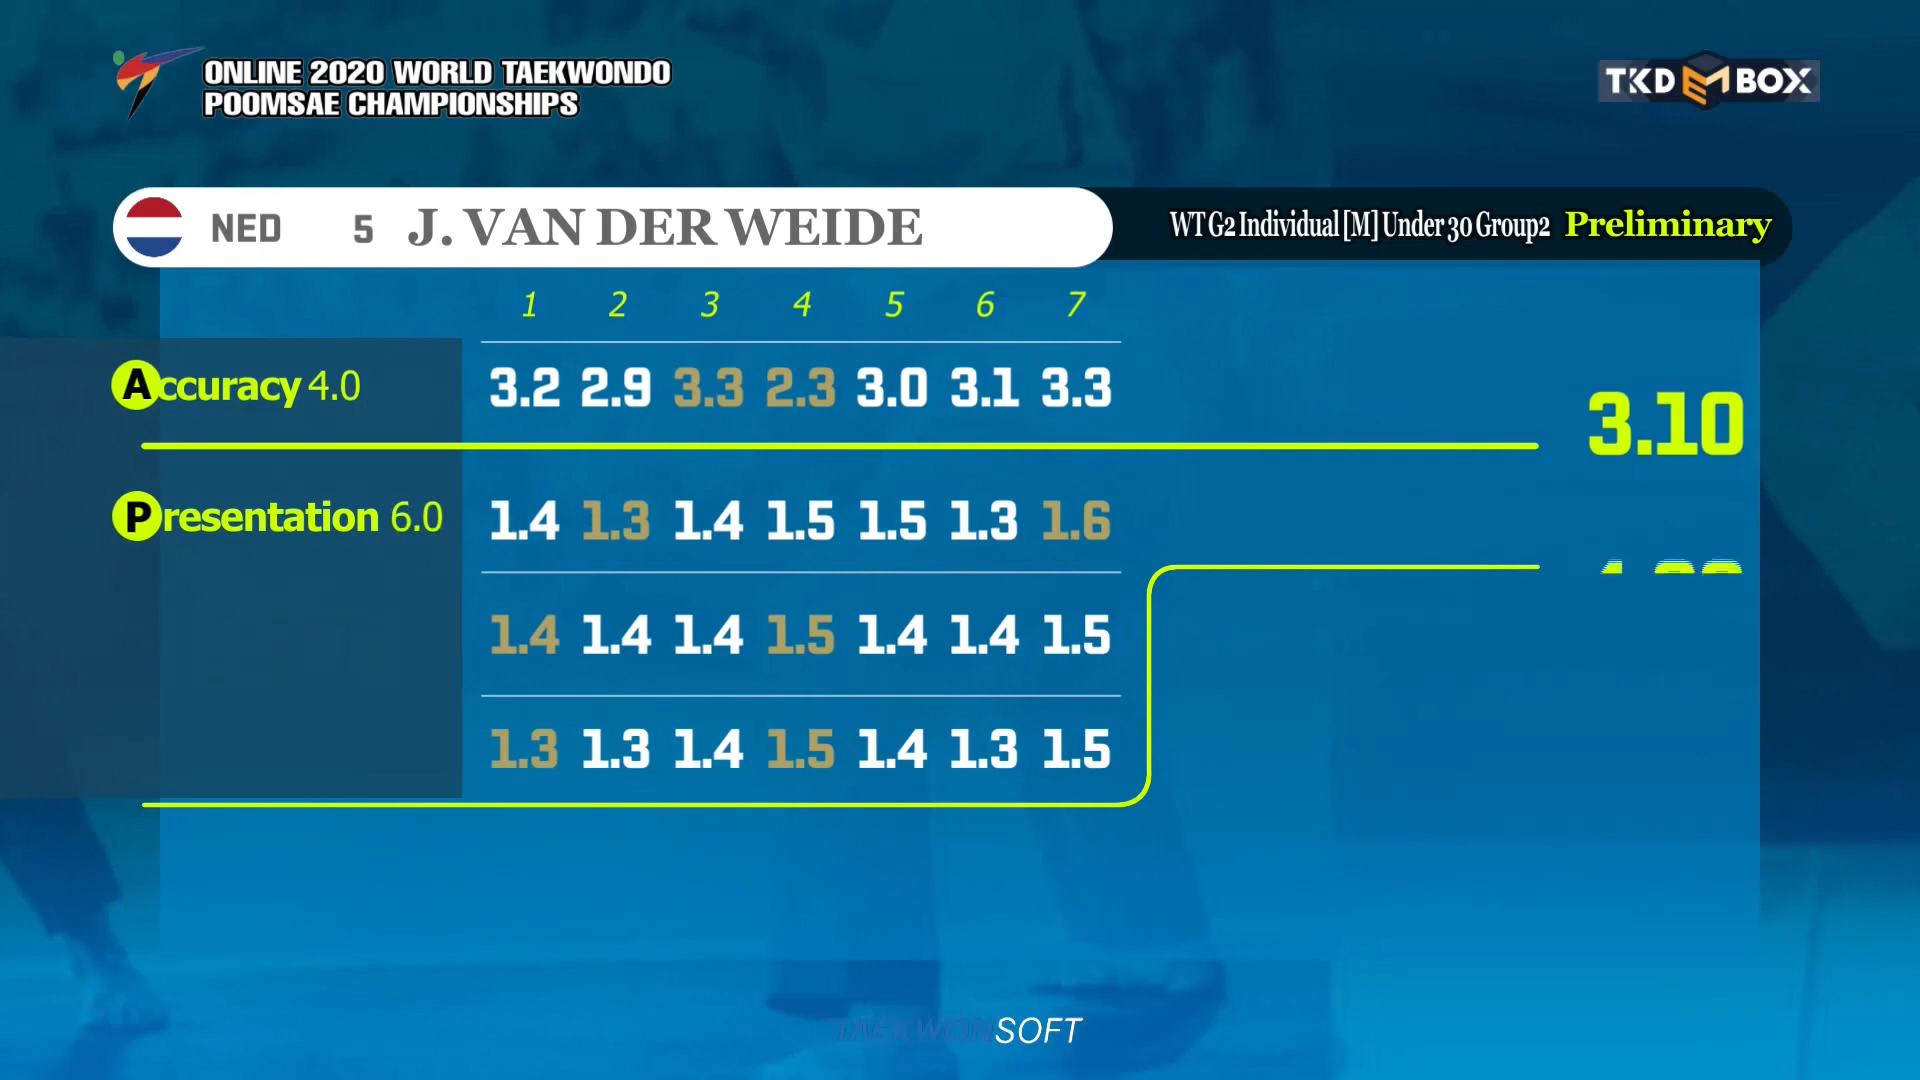 ONLINE 2020 WORLD TAEKWONDO
POOMSAE CHAMPIONSHIPS
TKD BOX
NED 5 J. VAN DER WEIDE
WT G2 Individual [M] Under 30 Group2 Preliminary
1 2 3 4 5 6 7
Accuracy 4.0 3.2 2.9 3.3 2.3 3.0 3.1 3.3
3.10
Presentation 6.0 1.4 1.3 1.4 1.5 1.5 1.3 1.6
1.4 1.4 1.4 1.5 1.4 1.4 1.5
1.3 1.3 1.4 1.5 1.4 1.3 1.5
TAEKWONSOFT